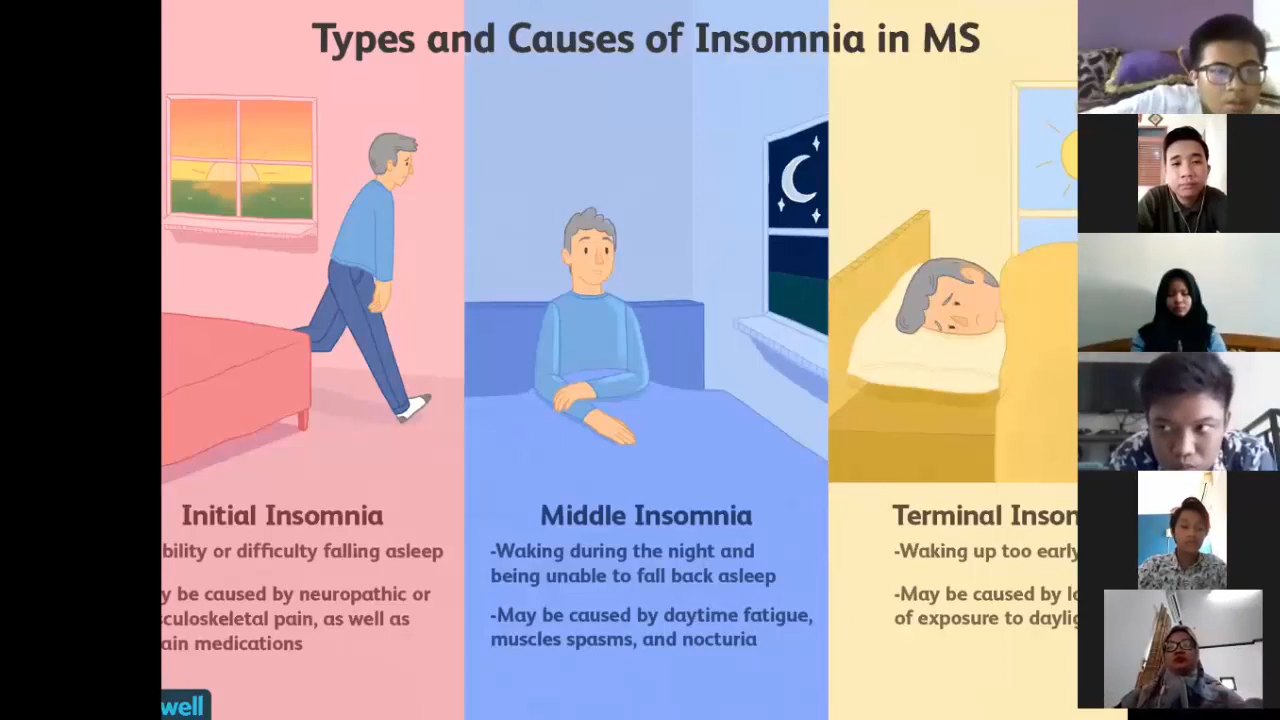 Types and Causes of Insomnia in MS
Initial Insomnia
bility or difficulty falling asleep
y be caused by neuropathic or
sculoskeletal pain, as well as
ain medications
Middle Insomnia
-Waking during the night and
being unable to fall back asleep
-May be caused by daytime fatigue,
muscles spasms, and nocturia
Terminal Inson
-Waking up too early
-May be caused by
of exposure to dayli
well